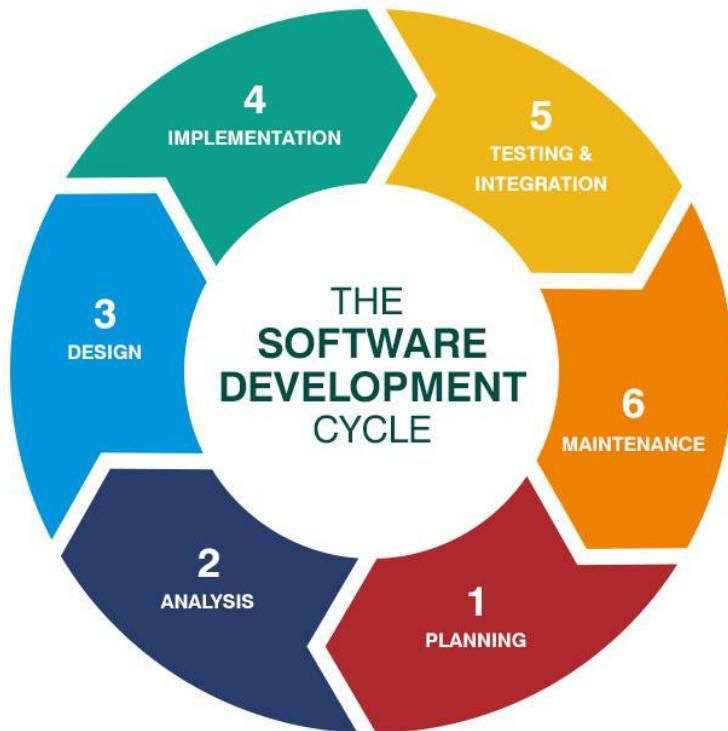 THE
SOFTWARE
DEVELOPMENT
CYCLE
1
PLANNING
2
ANALYSIS
3
DESIGN
4
IMPLEMENTATION
5
TESTING &
INTEGRATION
6
MAINTENANCE